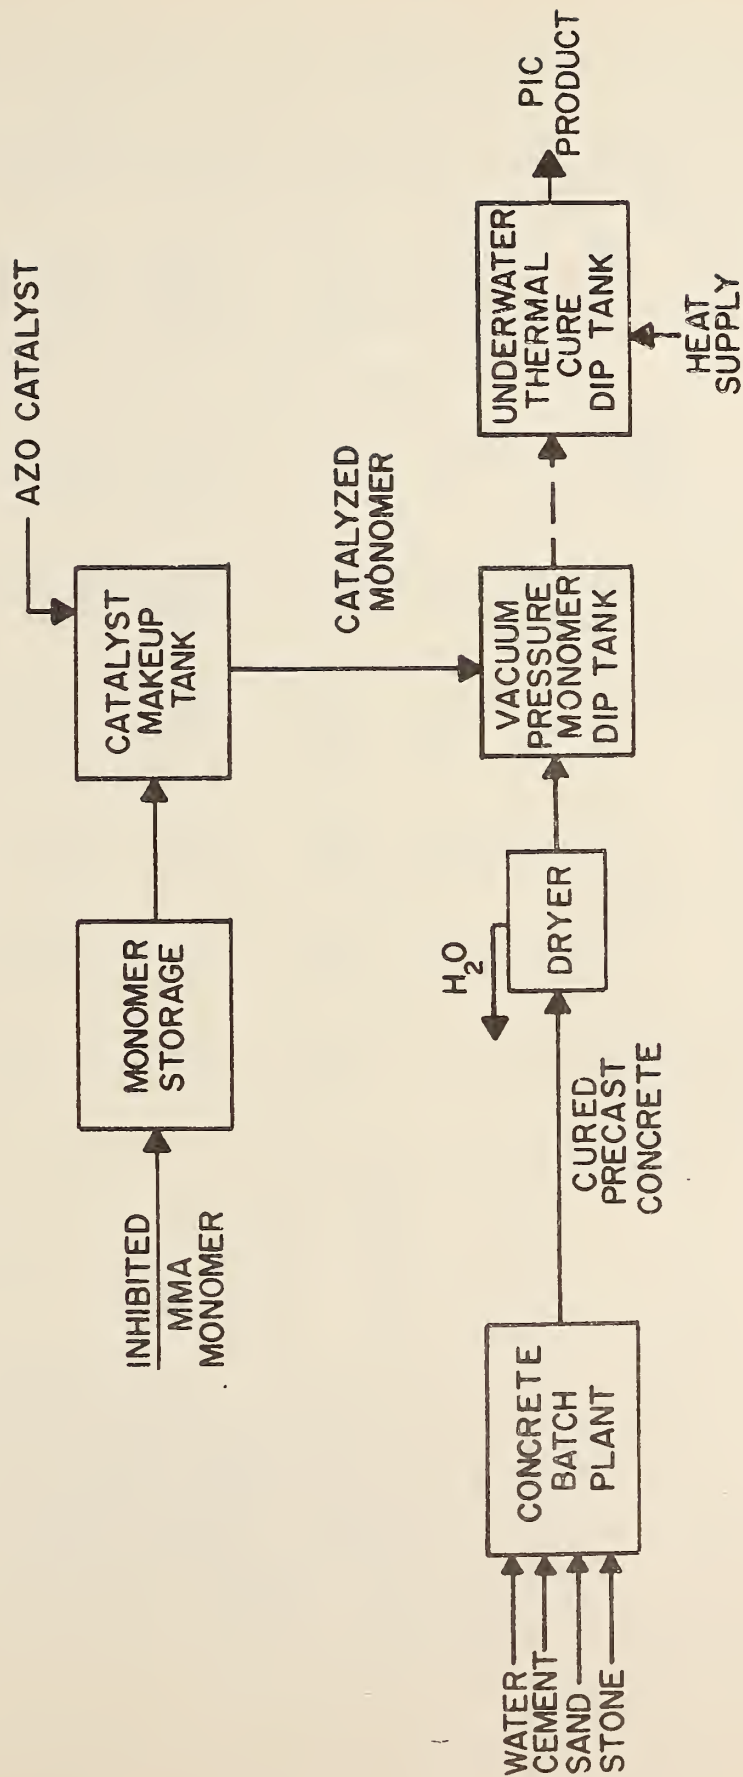 AZO CATALYST
INHIBITED
MMA
MONOMER
MONOMER
STORAGE
CATALYST
MAKEUP
TANK
CATALYZED
MONOMER
WATER
CEMENT
SAND
STONE
CONCRETE
BATCH
PLANT
CURED
PRECAST
CONCRETE
H₂O
DRYER
VACUUM
PRESSURE
MONOMER
DIP TANK
UNDERWATER
THERMAL
CURE
DIP TANK
HEAT
SUPPLY
PIC
PRODUCT